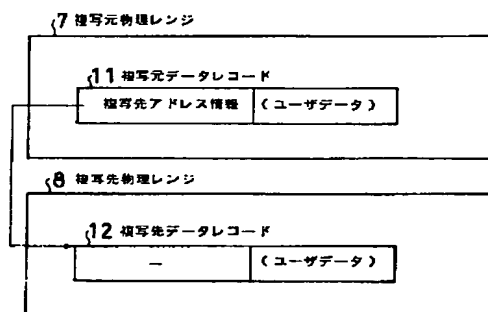 7 複写元物理レンジ
11 複写元データレコード
複写先アドレス情報 (ユーザデータ)
8 複写先物理レンジ
12 複写先データレコード
— (ユーザデータ)